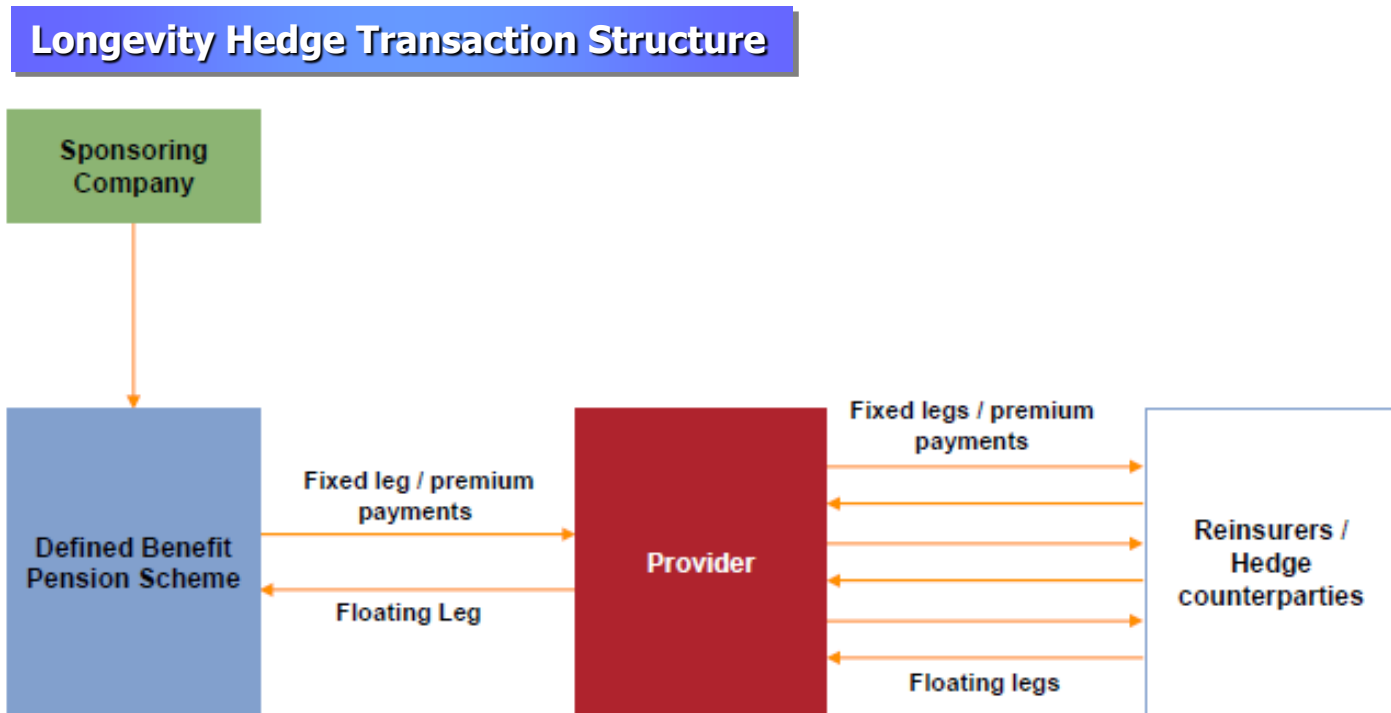 Longevity Hedge Transaction Structure
Sponsoring
Company
Fixed legs / premium
payments
Fixed leg / premium
payments
Defined Benefit
Pension Scheme
Provider
Reinsurers /
Hedge
counterparties
Floating Leg
Floating legs